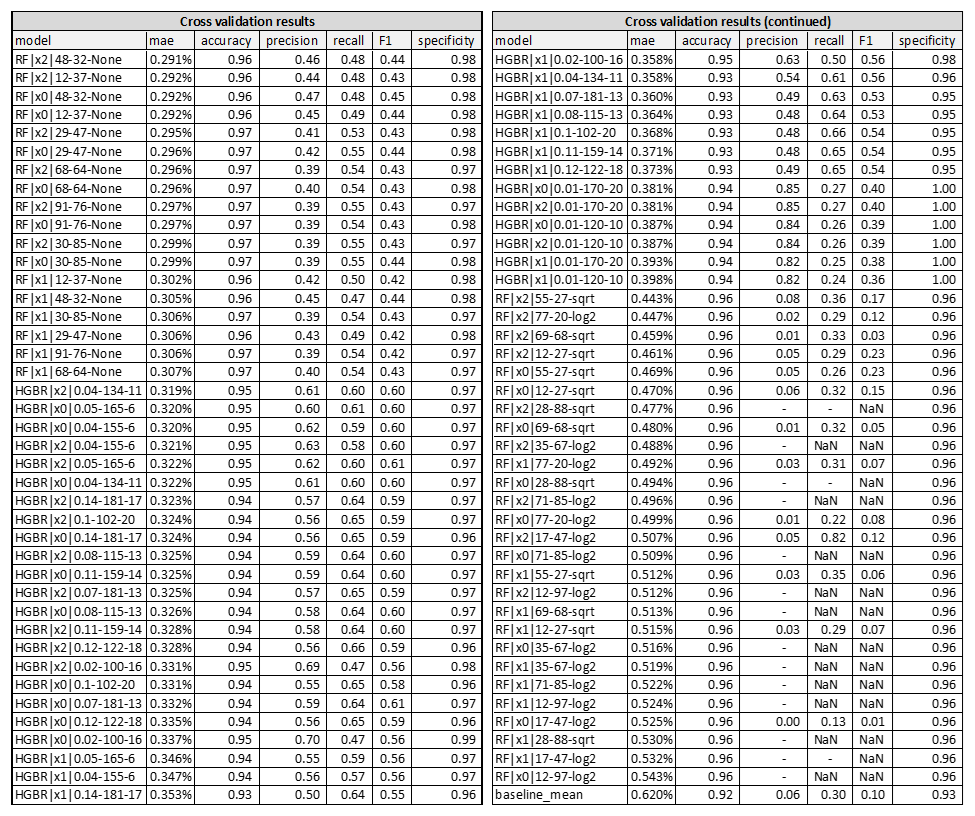 Cross validation results
model mae accuracy precision recall F1 specificity
RF|x2|48-32-None 0.291% 0.96 0.46 0.48 0.44 0.98
RF|x2|12-37-None 0.292% 0.96 0.44 0.48 0.43 0.98
RF|x0|48-32-None 0.292% 0.96 0.47 0.48 0.45 0.98
RF|x0|12-37-None 0.292% 0.96 0.45 0.49 0.44 0.98
RF|x2|29-47-None 0.295% 0.97 0.41 0.53 0.43 0.98
RF|x0|29-47-None 0.296% 0.97 0.42 0.55 0.44 0.98
RF|x2|68-64-None 0.296% 0.97 0.39 0.54 0.43 0.97
RF|x0|68-64-None 0.296% 0.97 0.40 0.54 0.43 0.98
RF|x2|91-76-None 0.297% 0.97 0.39 0.55 0.43 0.97
RF|x0|91-76-None 0.297% 0.97 0.39 0.54 0.43 0.98
RF|x2|30-85-None 0.299% 0.97 0.39 0.55 0.43 0.97
RF|x0|30-85-None 0.299% 0.97 0.39 0.55 0.44 0.98
RF|x1|12-37-None 0.302% 0.96 0.42 0.50 0.42 0.98
RF|x1|48-32-None 0.305% 0.96 0.45 0.47 0.44 0.98
RF|x1|30-85-None 0.306% 0.97 0.39 0.54 0.43 0.97
RF|x1|29-47-None 0.306% 0.96 0.43 0.49 0.42 0.98
RF|x1|91-76-None 0.306% 0.97 0.39 0.54 0.42 0.97
RF|x1|68-64-None 0.307% 0.97 0.40 0.54 0.43 0.97
HGBR|x2|0.04-134-11 0.319% 0.95 0.61 0.60 0.60 0.97
HGBR|x0|0.05-165-6 0.320% 0.95 0.60 0.61 0.60 0.97
HGBR|x0|0.04-155-6 0.320% 0.95 0.62 0.59 0.60 0.97
HGBR|x2|0.04-155-6 0.321% 0.95 0.63 0.58 0.60 0.97
HGBR|x2|0.05-165-6 0.322% 0.95 0.62 0.60 0.61 0.97
HGBR|x0|0.04-134-11 0.322% 0.95 0.61 0.60 0.60 0.97
HGBR|x2|0.14-181-17 0.323% 0.94 0.57 0.64 0.59 0.97
HGBR|x2|0.1-102-20 0.324% 0.94 0.56 0.65 0.59 0.97
HGBR|x0|0.14-181-17 0.324% 0.94 0.56 0.65 0.59 0.96
HGBR|x2|0.08-115-13 0.325% 0.94 0.59 0.64 0.60 0.97
HGBR|x0|0.11-159-14 0.325% 0.94 0.59 0.64 0.60 0.97
HGBR|x2|0.07-181-13 0.325% 0.94 0.57 0.65 0.59 0.97
HGBR|x0|0.08-115-13 0.326% 0.94 0.58 0.64 0.60 0.97
HGBR|x2|0.11-159-14 0.328% 0.94 0.58 0.64 0.60 0.97
HGBR|x2|0.12-122-18 0.328% 0.94 0.56 0.66 0.59 0.96
HGBR|x2|0.02-100-16 0.331% 0.95 0.69 0.47 0.56 0.98
HGBR|x0|0.1-102-20 0.331% 0.94 0.55 0.65 0.58 0.96
HGBR|x0|0.07-181-13 0.332% 0.94 0.59 0.64 0.61 0.97
HGBR|x0|0.12-122-18 0.335% 0.94 0.56 0.65 0.59 0.96
HGBR|x0|0.02-100-16 0.337% 0.95 0.70 0.47 0.56 0.99
HGBR|x1|0.05-165-6 0.346% 0.94 0.55 0.59 0.56 0.97
HGBR|x1|0.04-155-6 0.347% 0.94 0.56 0.57 0.56 0.97
HGBR|x1|0.14-181-17 0.353% 0.93 0.50 0.64 0.55 0.96
Cross validation results (continued)
model mae accuracy precision recall F1 specificity
HGBR|x1|0.02-100-16 0.358% 0.95 0.63 0.50 0.56 0.98
HGBR|x1|0.04-134-11 0.358% 0.93 0.54 0.61 0.56 0.96
HGBR|x1|0.07-181-13 0.360% 0.93 0.49 0.63 0.53 0.95
HGBR|x1|0.08-115-13 0.364% 0.93 0.48 0.64 0.53 0.95
HGBR|x1|0.1-102-20 0.368% 0.93 0.48 0.66 0.54 0.95
HGBR|x1|0.11-159-14 0.371% 0.93 0.48 0.65 0.54 0.95
HGBR|x1|0.12-122-18 0.373% 0.93 0.49 0.65 0.54 0.95
HGBR|x0|0.01-170-20 0.381% 0.94 0.85 0.27 0.40 1.00
HGBR|x2|0.01-170-20 0.381% 0.94 0.85 0.27 0.40 1.00
HGBR|x0|0.01-120-10 0.387% 0.94 0.84 0.26 0.39 1.00
HGBR|x2|0.01-120-10 0.387% 0.94 0.84 0.26 0.39 1.00
HGBR|x1|0.01-170-20 0.393% 0.94 0.82 0.25 0.38 1.00
HGBR|x1|0.01-120-10 0.398% 0.94 0.82 0.24 0.36 1.00
RF|x2|55-27-sqrt 0.443% 0.96 0.08 0.36 0.17 0.96
RF|x2|77-20-log2 0.447% 0.96 0.02 0.29 0.12 0.96
RF|x2|69-68-sqrt 0.459% 0.96 0.01 0.33 0.03 0.96
RF|x2|12-27-sqrt 0.461% 0.96 0.05 0.29 0.23 0.96
RF|x0|55-27-sqrt 0.469% 0.96 0.05 0.26 0.23 0.96
RF|x0|12-27-sqrt 0.470% 0.96 0.06 0.32 0.15 0.96
RF|x2|28-88-sqrt 0.477% 0.96 - - NaN 0.96
RF|x0|69-68-sqrt 0.480% 0.96 0.01 0.32 0.05 0.96
RF|x2|35-67-log2 0.488% 0.96 - NaN NaN 0.96
RF|x1|77-20-log2 0.492% 0.96 0.03 0.31 0.07 0.96
RF|x0|28-88-sqrt 0.494% 0.96 - - NaN 0.96
RF|x2|71-85-log2 0.496% 0.96 - NaN NaN 0.96
RF|x0|77-20-log2 0.499% 0.96 0.01 0.22 0.08 0.96
RF|x2|17-47-log2 0.507% 0.96 0.05 0.82 0.12 0.96
RF|x0|71-85-log2 0.509% 0.96 - NaN NaN 0.96
RF|x1|55-27-sqrt 0.512% 0.96 0.03 0.35 0.06 0.96
RF|x2|12-97-log2 0.513% 0.96 - NaN NaN 0.96
RF|x1|69-68-sqrt 0.513% 0.96 - NaN NaN 0.96
RF|x1|12-27-sqrt 0.515% 0.96 0.03 0.29 0.07 0.96
RF|x0|35-67-log2 0.516% 0.96 - NaN NaN 0.96
RF|x1|35-67-log2 0.519% 0.96 - NaN NaN 0.96
RF|x1|71-85-log2 0.522% 0.96 - NaN NaN 0.96
RF|x1|12-97-log2 0.524% 0.96 - NaN NaN 0.96
RF|x0|17-47-log2 0.525% 0.96 0.00 0.13 0.01 0.96
RF|x1|28-88-sqrt 0.530% 0.96 - NaN NaN 0.96
RF|x1|17-47-log2 0.532% 0.96 - - NaN 0.96
RF|x0|12-97-log2 0.543% 0.96 - NaN NaN 0.96
baseline_mean 0.620% 0.92 0.06 0.30 0.10 0.93